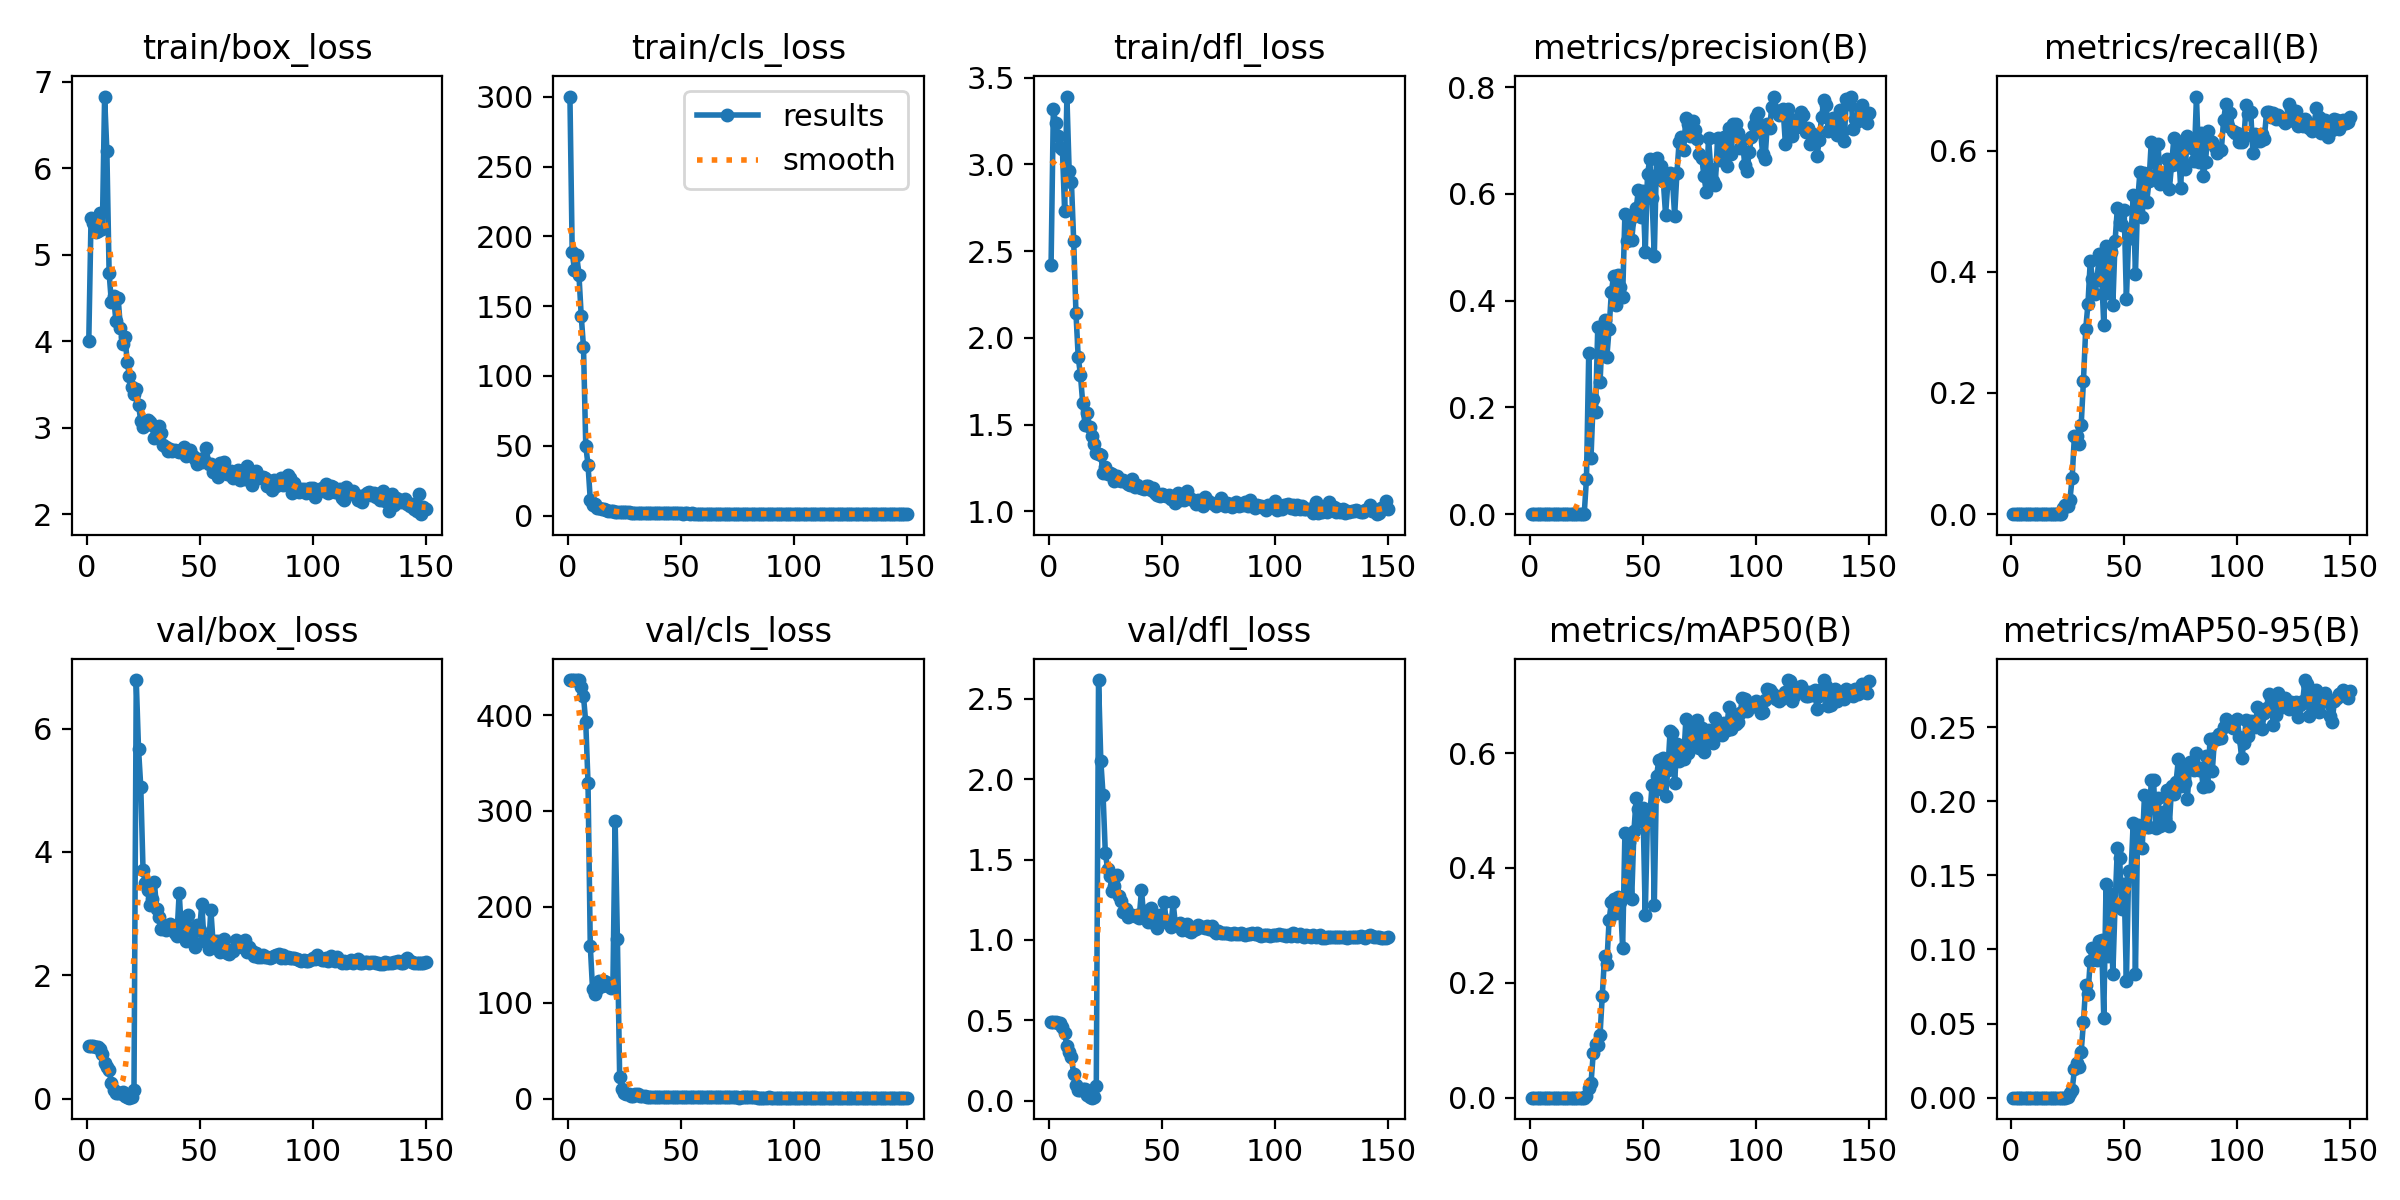 train/box_loss
7
6
5
4
3
2
0 50 100 150
train/cls_loss
300
250
200
150
100
50
0
results
smooth
0 50 100 150
train/dfl_loss
3.5
3.0
2.5
2.0
1.5
1.0
0 50 100 150
metrics/precision(B)
0.8
0.6
0.4
0.2
0.0
0 50 100 150
metrics/recall(B)
0.6
0.4
0.2
0.0
0 50 100 150
val/box_loss
6
4
2
0
0 50 100 150
val/cls_loss
400
300
200
100
0
0 50 100 150
val/dfl_loss
2.5
2.0
1.5
1.0
0.5
0.0
0 50 100 150
metrics/mAP50(B)
0.6
0.4
0.2
0.0
0 50 100 150
metrics/mAP50-95(B)
0.25
0.20
0.15
0.10
0.05
0.00
0 50 100 150